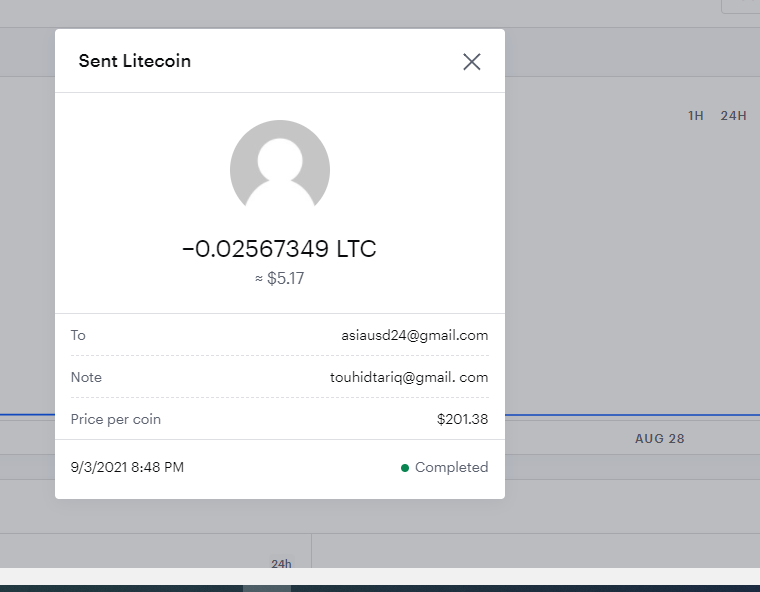 Sent Litecoin
1H 24H
−0.02567349 LTC
≈ $5.17
To asiausd24@gmail.com
Note touhidtariq@gmail. com
Price per coin $201.38
AUG 28
9/3/2021 8:48 PM Completed
24h